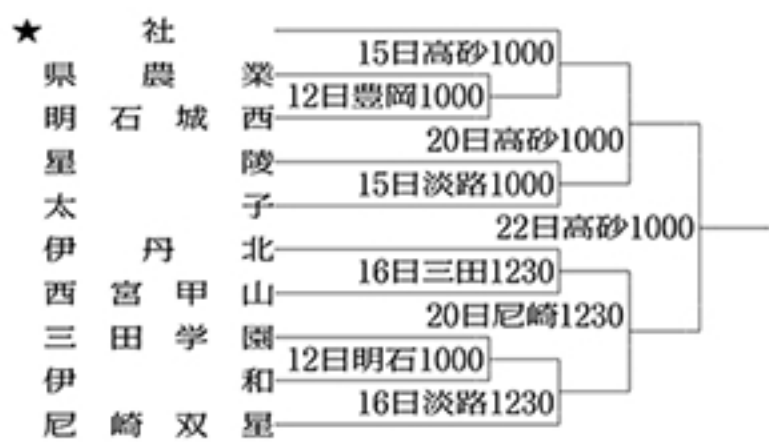 ★ 社
15日高砂1000
県農業
12日豊岡1000
明石城西
20日高砂1000
星陵
15日淡路1000
太子
22日高砂1000
伊丹北
16日三田1230
西宮甲山
20日尼崎1230
三田学園
12日明石1000
伊和
16日淡路1230
尼崎双星